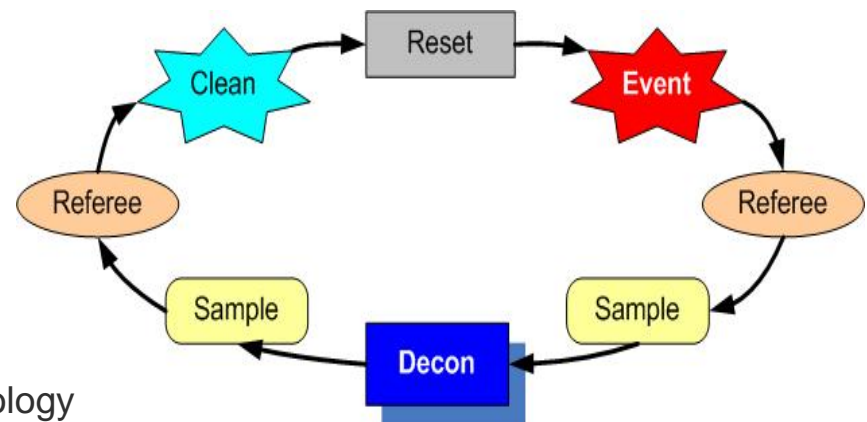 Reset
Clean
Event
Referee
Referee
Sample
Sample
Decon
ology